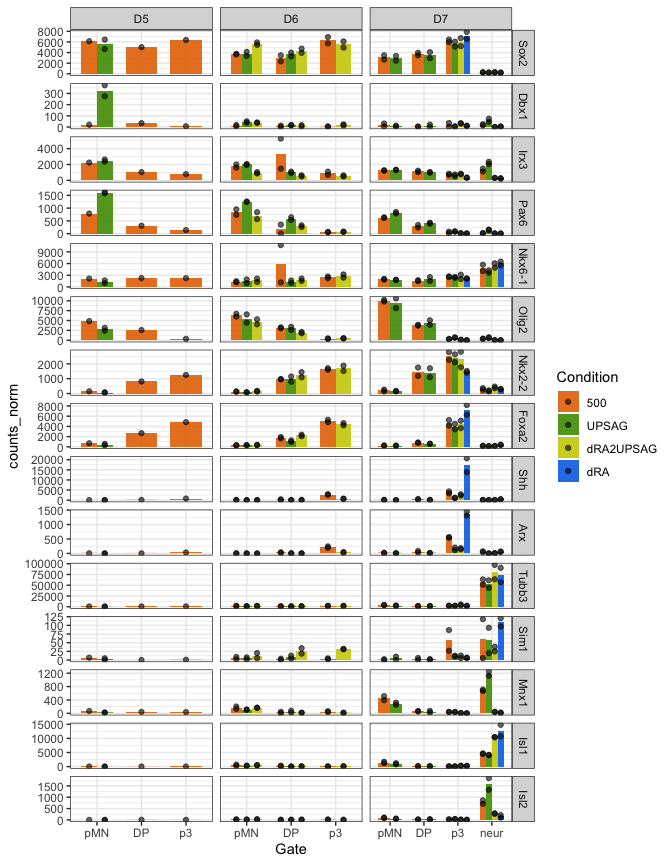 D5 D6 D7
8000
6000
4000
2000
0
Sox2
300
200
100
0
Dbx1
4000
2000
0
Irx3
1500
1000
500
0
Pax6
9000
6000
3000
0
Nkx6-1
10000
7500
5000
2500
0
Olig2
2000
1000
0
Nkx2-2
8000
6000
4000
2000
0
Foxa2
20000
15000
10000
5000
0
Shh
1500
1000
500
0
Arx
100000
75000
50000
25000
0
Tubb3
125
100
75
50
25
0
Sim1
1200
800
400
0
Mnx1
15000
10000
5000
0
Isl1
1500
1000
500
0
Isl2
pMN DP p3 pMN DP p3 pMN DP p3 neur
Gate
counts_norm
Condition
500
UPSAG
dRA2UPSAG
dRA